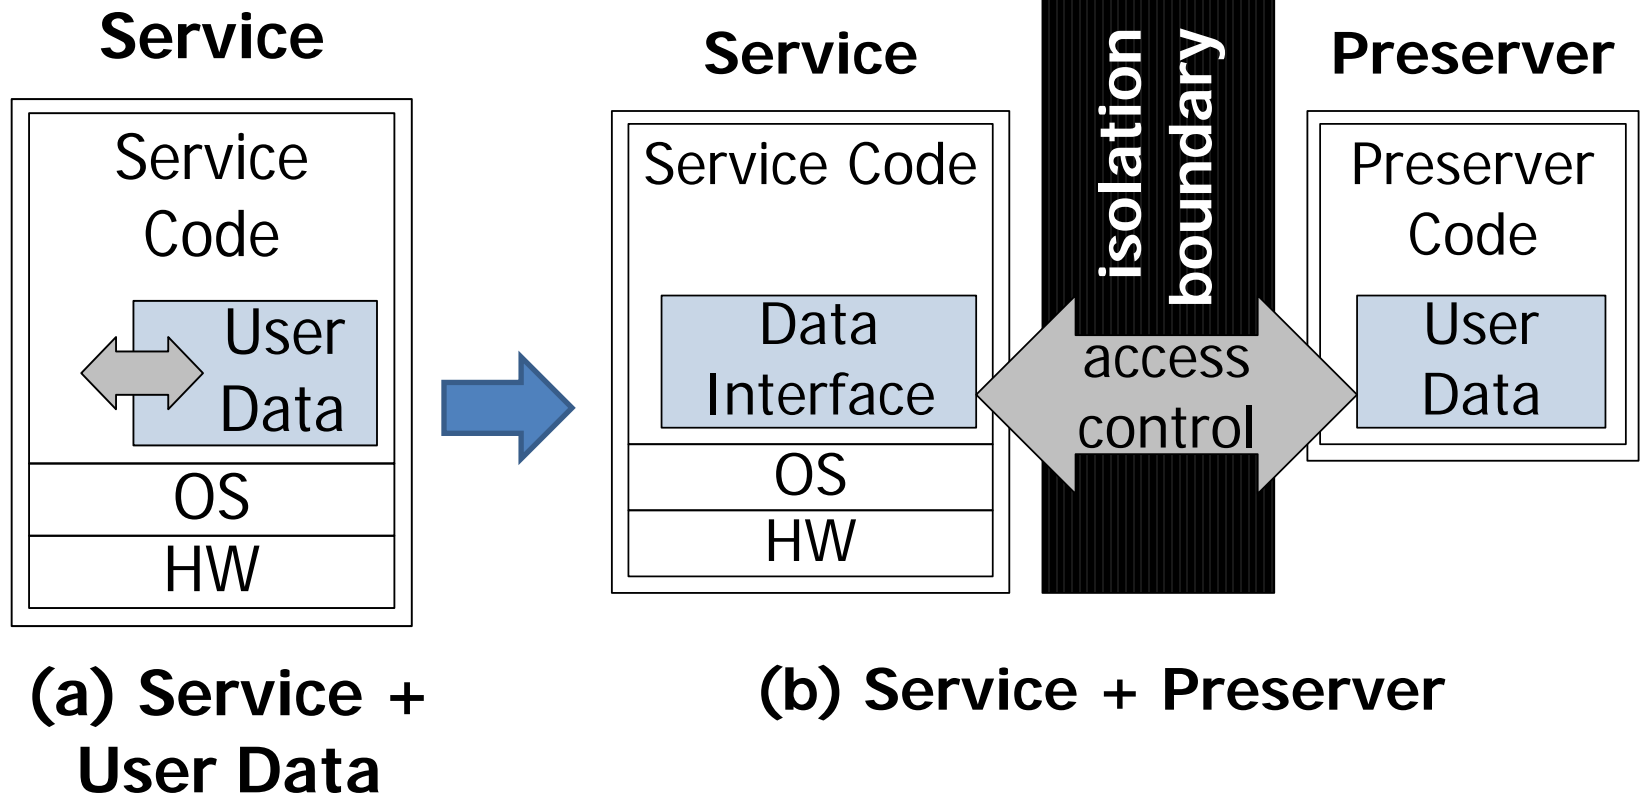 Service
Service
Code
User
Data
OS
HW
(a) Service +
User Data
Service
Service Code
Data
Interface
OS
HW
isolation
boundary
access
control
Preserver
Preserver
Code
User
Data
(b) Service + Preserver